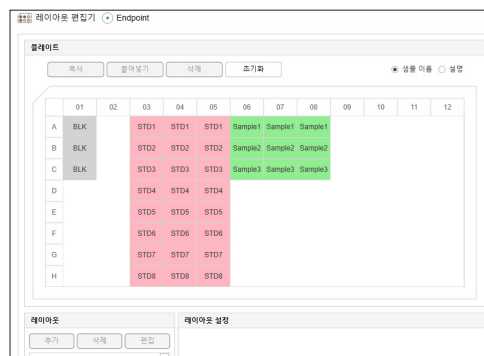 레이아웃 편집기 Endpoint
플레이트
복사 붙여넣기 삭제 초기화 샘플 이름 설명
01 02 03 04 05 06 07 08 09 10 11 12
A BLK STD1 STD1 STD1 Sample1 Sample1 Sample1
B BLK STD2 STD2 STD2 Sample2 Sample2 Sample2
C BLK STD3 STD3 STD3 Sample3 Sample3 Sample3
D STD4 STD4 STD4
E STD5 STD5 STD5
F STD6 STD6 STD6
G STD7 STD7 STD7
H STD8 STD8 STD8
레이아웃 레이아웃 설정
추가 삭제 편집